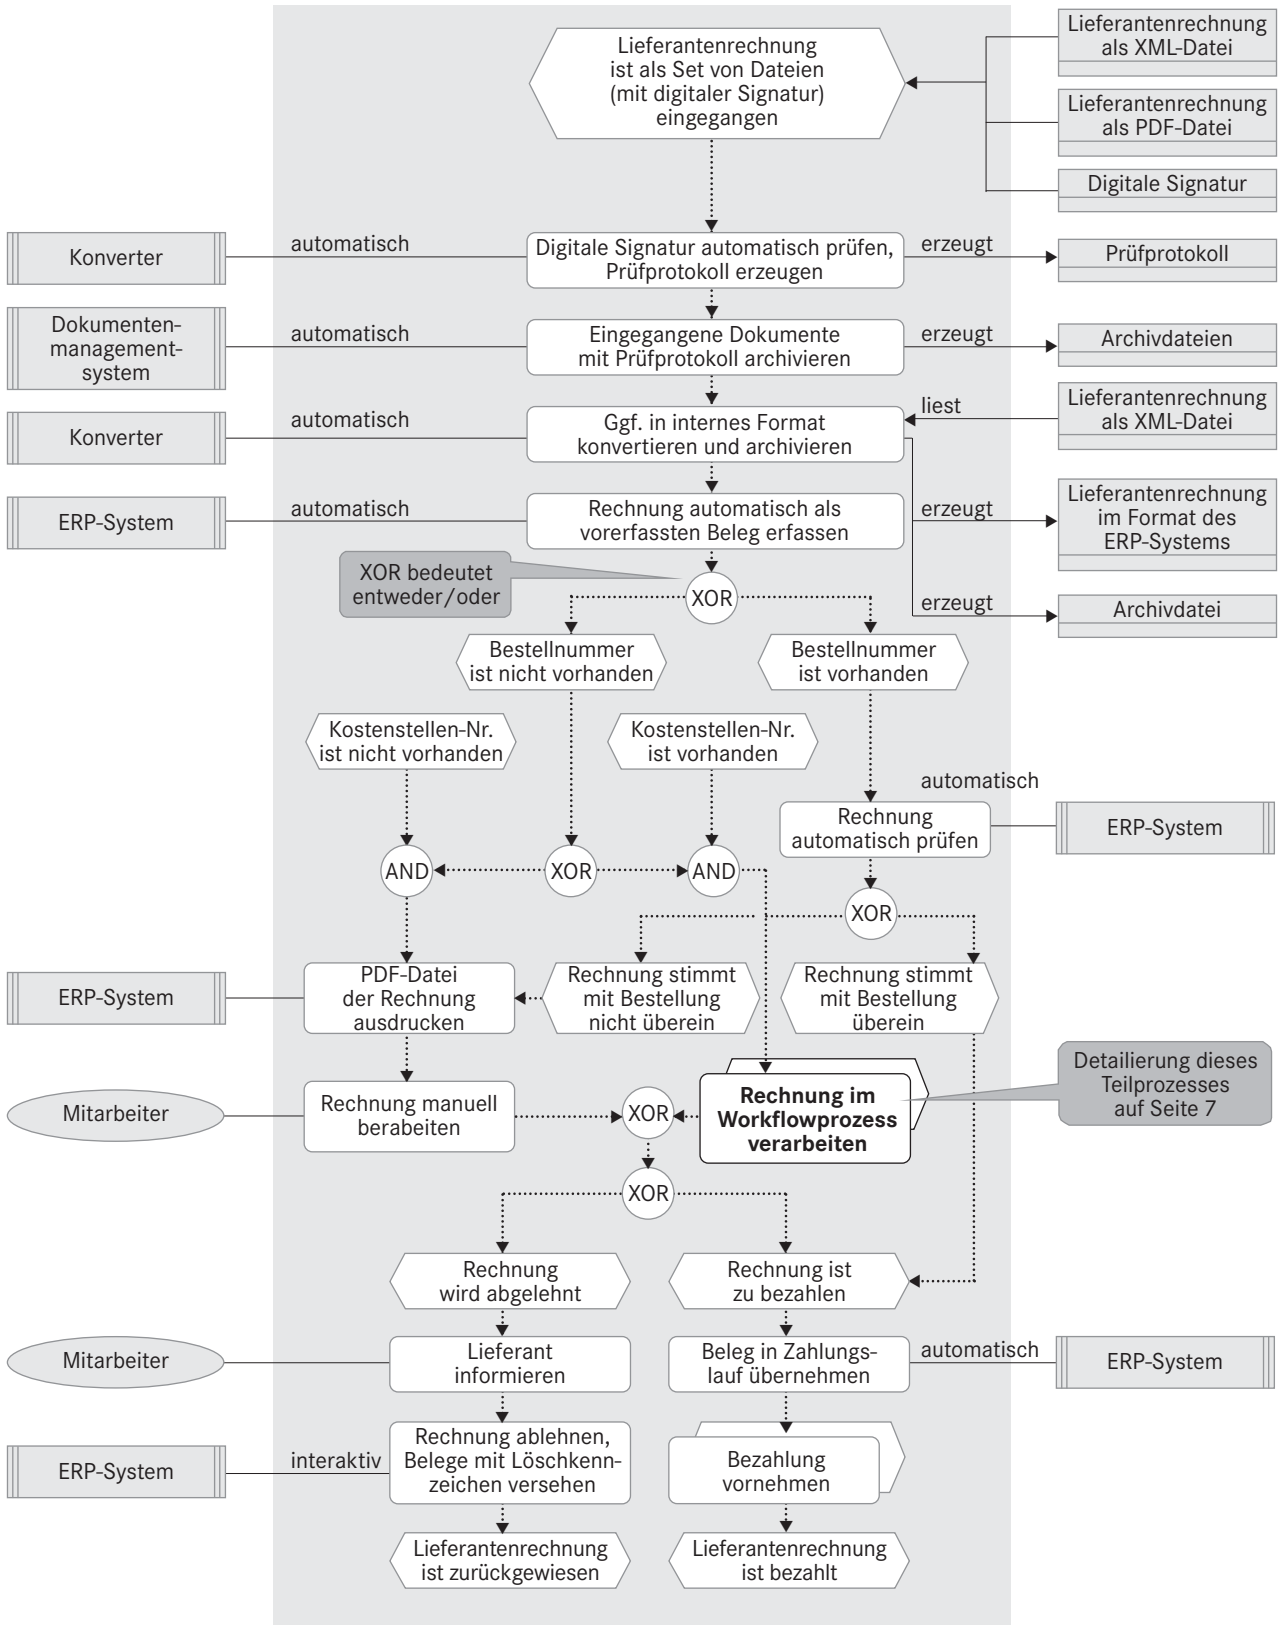 Lieferantenrechnung
ist als Set von Dateien
(mit digitaler Signatur)
eingegangen
Lieferantenrechnung
als XML-Datei
Lieferantenrechnung
als PDF-Datei
Digitale Signatur
Konverter
automatisch
Digitale Signatur automatisch prüfen,
Prüfprotokoll erzeugen
erzeugt
Prüfprotokoll
Dokumenten-
management-
system
automatisch
Eingegangene Dokumente
mit Prüfprotokoll archivieren
erzeugt
Archivdateien
Konverter
automatisch
Ggf. in internes Format
konvertieren und archivieren
liest
Lieferantenrechnung
als XML-Datei
ERP-System
automatisch
Rechnung automatisch als
vorerfassten Beleg erfassen
erzeugt
Lieferantenrechnung
im Format des
ERP-Systems
XOR bedeutet
entweder/oder
XOR
erzeugt
Archivdatei
Bestellnummer
ist nicht vorhanden
Bestellnummer
ist vorhanden
Kostenstellen-Nr.
ist nicht vorhanden
Kostenstellen-Nr.
ist vorhanden
automatisch
Rechnung
automatisch prüfen
ERP-System
AND
XOR
AND
XOR
ERP-System
PDF-Datei
der Rechnung
ausdrucken
Rechnung stimmt
mit Bestellung
nicht überein
Rechnung stimmt
mit Bestellung
überein
Mitarbeiter
Rechnung manuell
berabeiten
XOR
Rechnung im
Workflowprozess
verarbeiten
Detailierung dieses
Teilprozesses
auf Seite 7
XOR
Rechnung
wird abgelehnt
Rechnung ist
zu bezahlen
Mitarbeiter
Lieferant
informieren
Beleg in Zahlungs-
lauf übernehmen
automatisch
ERP-System
ERP-System
interaktiv
Rechnung ablehnen,
Belege mit Löschkenn-
zeichen versehen
Bezahlung
vornehmen
Lieferantenrechnung
ist zurückgewiesen
Lieferantenrechnung
ist bezahlt